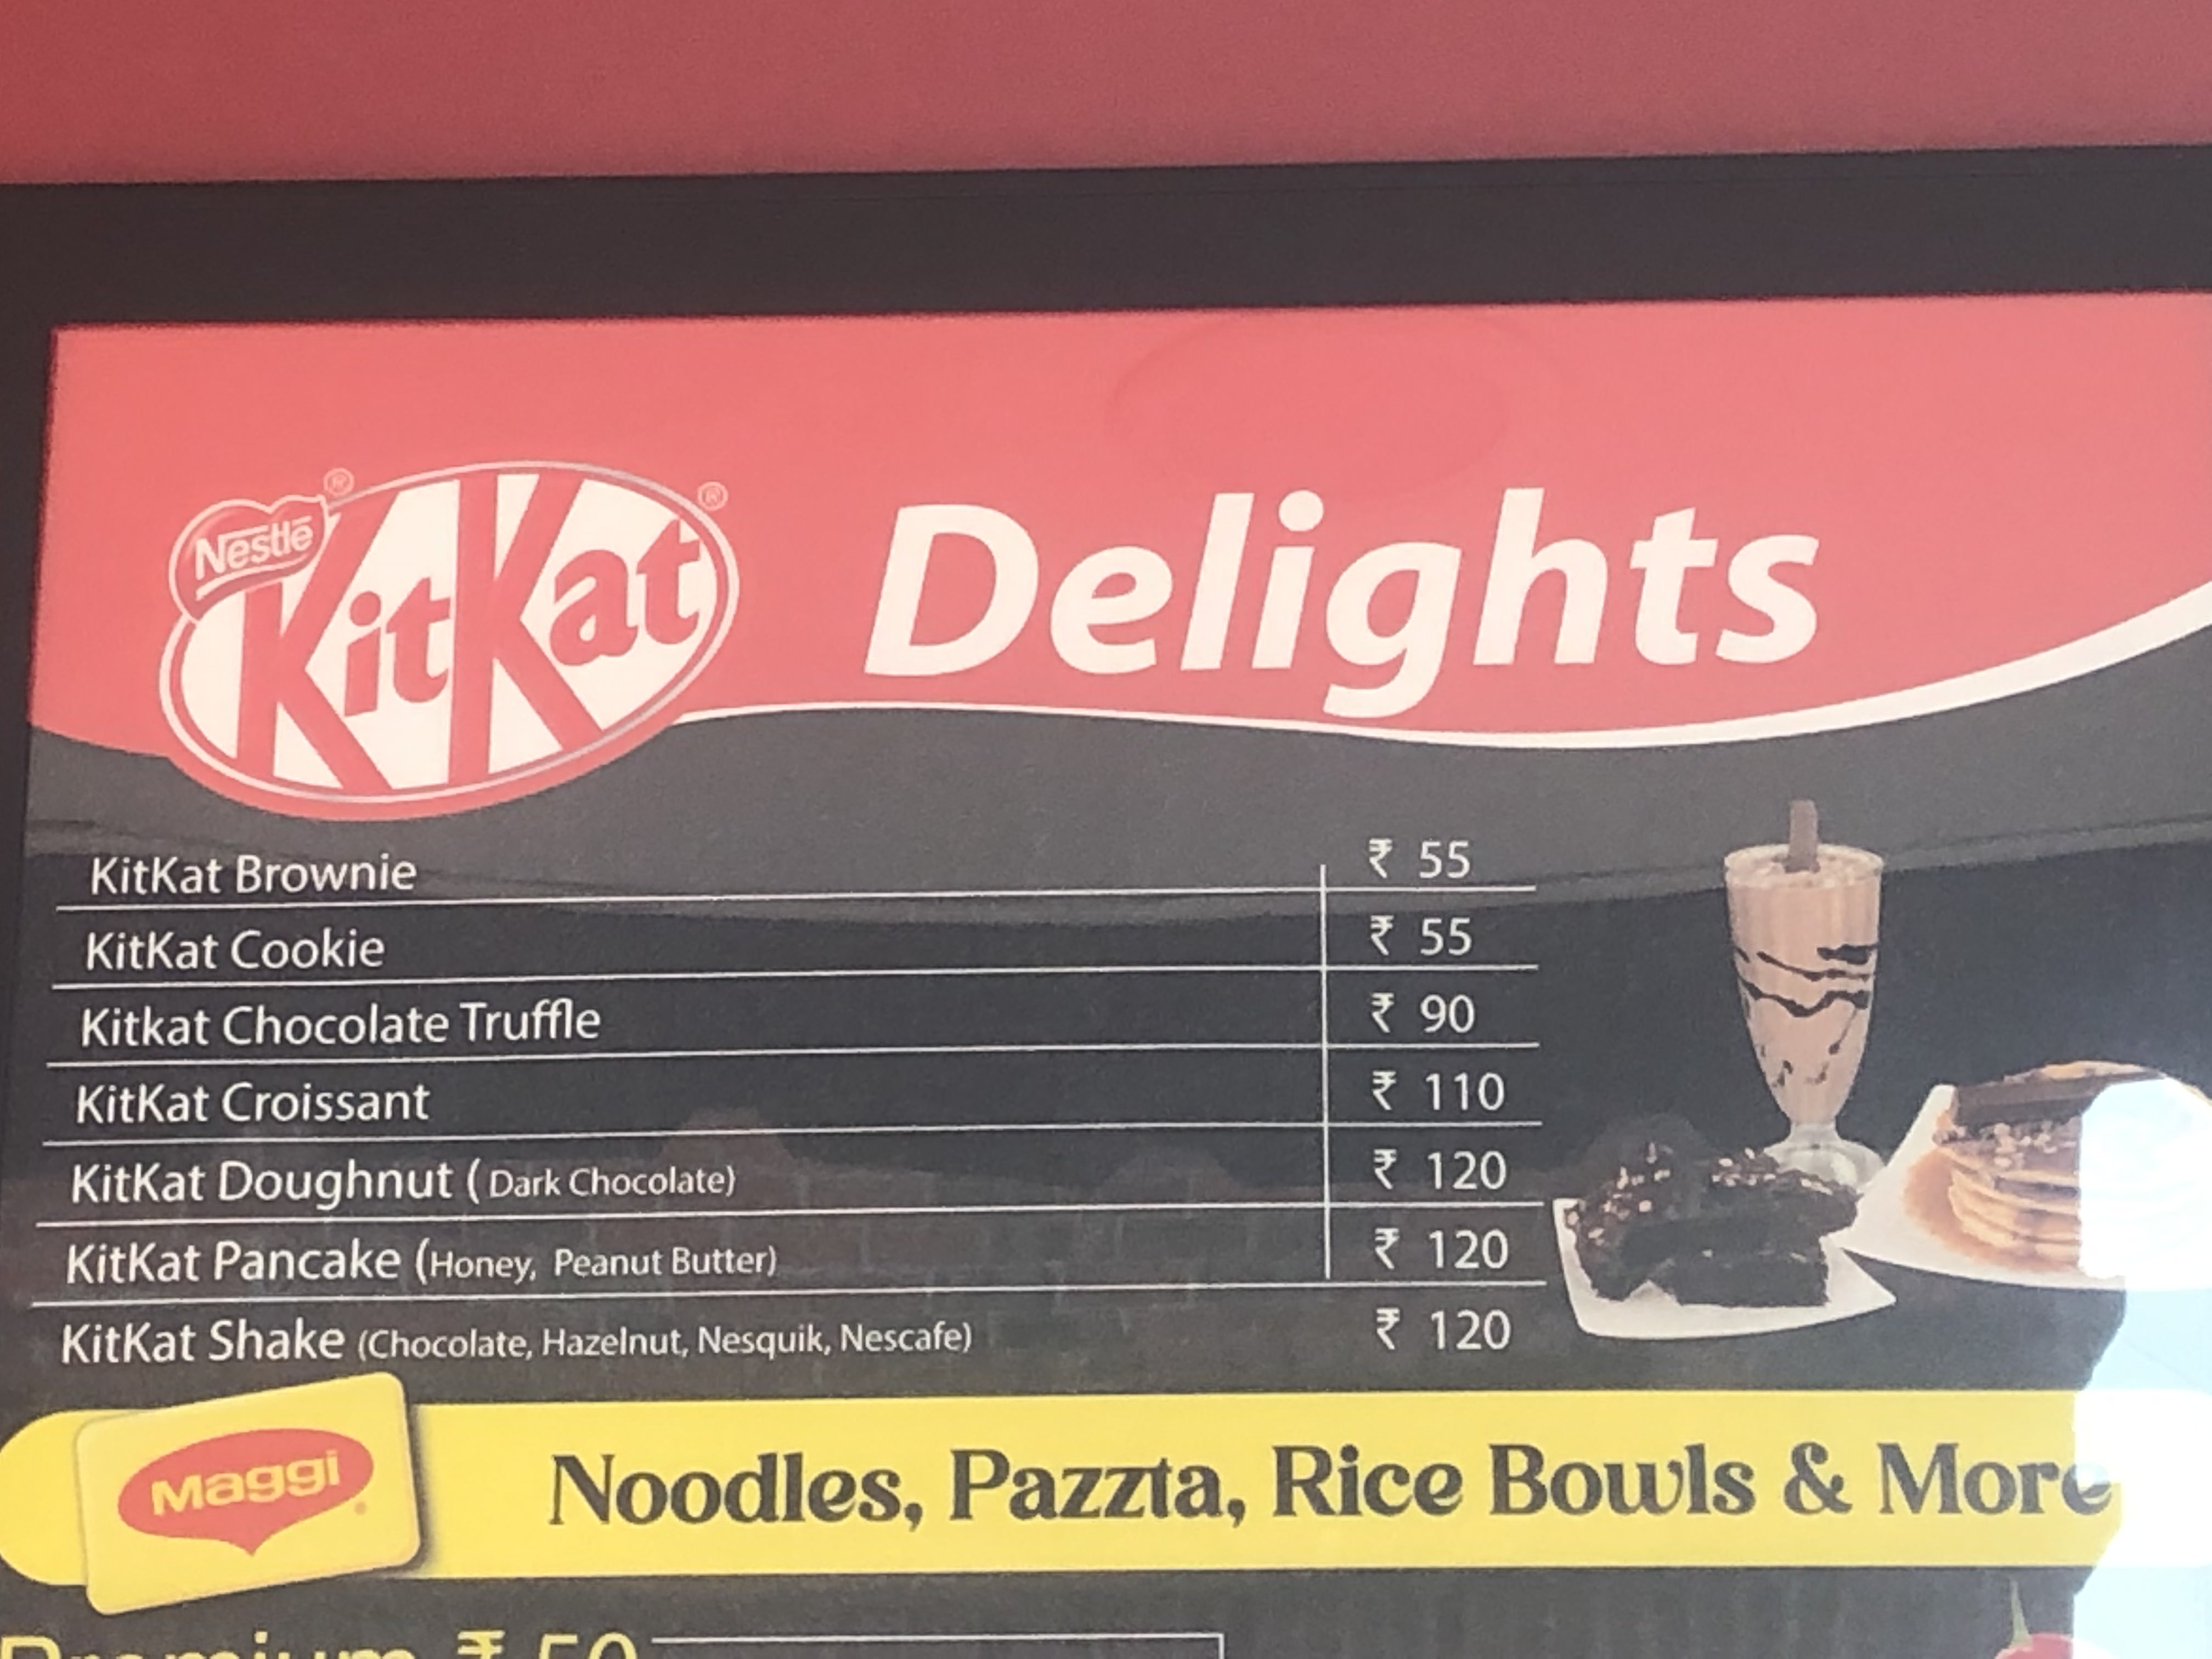 Nestlé
KitKat Delights
KitKat Brownie ₹ 55
KitKat Cookie ₹ 55
Kitkat Chocolate Truffle ₹ 90
KitKat Croissant ₹ 110
KitKat Doughnut ( Dark Chocolate) ₹ 120
KitKat Pancake (Honey, Peanut Butter) ₹ 120
KitKat Shake (Chocolate, Hazelnut, Nesquik, Nescafe) ₹ 120
Maggi Noodles, Pazzta, Rice Bowls & More
Premium ₹ 50